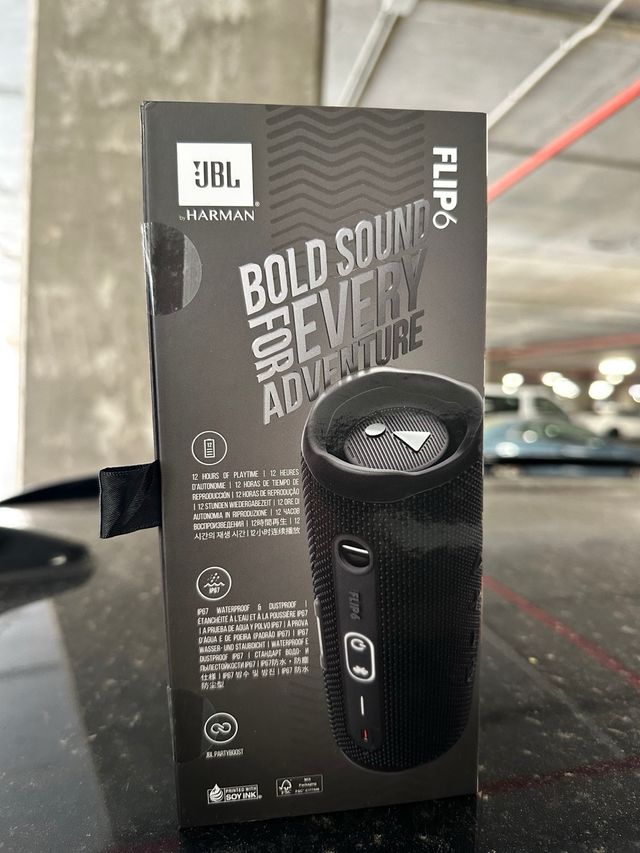 JBL
by HARMAN
FLIP6
BOLD SOUND
FOR EVERY
ADVENTURE
12
12 HOURS OF PLAYTIME | 12 HEURES
D'AUTONOMIE | 12 HORAS DE TIEMPO DE
REPRODUCCIÓN | 12 HORAS DE REPRODUÇÃO
| 12 STUNDEN WIEDERGABEZEIT | 12 ORE DI
AUTONOMIA IN RIPRODUZIONE | 12 ЧАСОВ
ВОСПРОИЗВЕДЕНИЯ | 12時間再生 | 12
시간의 재생 시간 | 12小时连续播放
IP67
IP67 WATERPROOF & DUSTPROOF |
ÉTANCHÉITÉ À L'EAU ET À LA POUSSIÈRE IP67
| A PRUEBA DE AGUA Y POLVO IP67 | À PROVA
D'ÁGUA E DE POEIRA (PADRÃO IP67) | IP67
WASSER- UND STAUBDICHT | WATERPROOF E
DUSTPROOF IP67 | СТАНДАРТ ВОДО- И
ПЫЛЕСТОЙКОСТИ IP67 | IP67防水・防塵
仕様 | IP67 방수 및 방진 | IP67 防水
防尘型
JBL PARTYBOOST
FLIP6
PRINTED WITH
SOY INK
FSC
MIX
Packaging